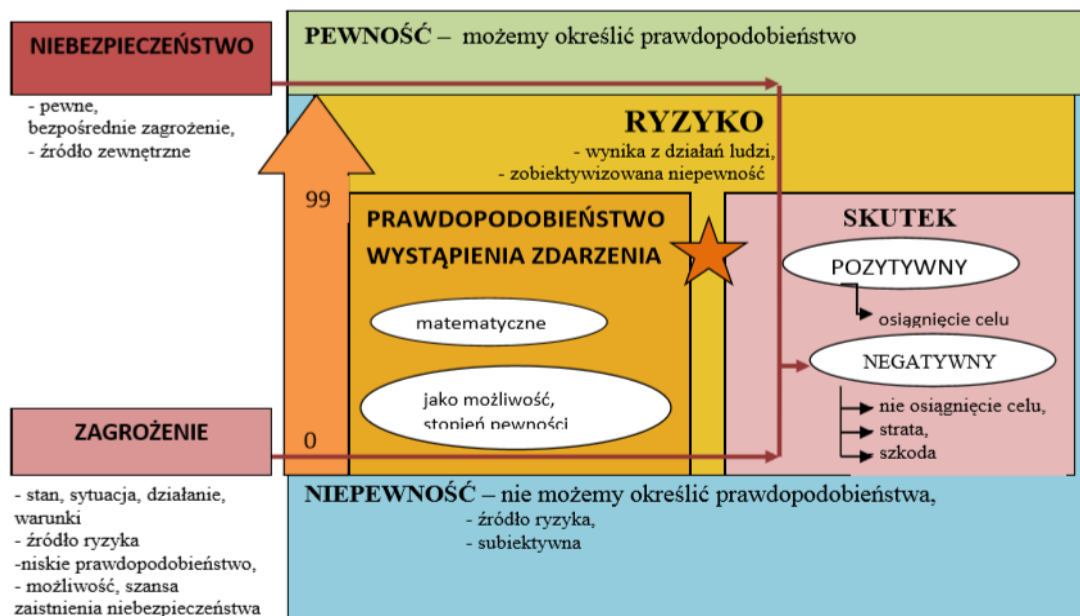 NIEBEZPIECZEŃSTWO
- pewne,
bezpośrednie zagrożenie,
- źródło zewnętrzne
PEWNOŚĆ – możemy określić prawdopodobieństwo
RYZYKO
- wynika z działań ludzi,
- zobiektywizowana niepewność
99
0
PRAWDOPODOBIEŃSTWO
WYSTĄPIENIA ZDARZENIA
matematyczne
jako możliwość,
stopień pewności
SKUTEK
POZYTYWNY
osiągnięcie celu
NEGATYWNY
nie osiągnięcie celu,
strata,
szkoda
ZAGROŻENIE
- stan, sytuacja, działanie,
warunki
- źródło ryzyka
-niskie prawdopodobieństwo,
- możliwość, szansa
zaistnienia niebezpieczeństwa
NIEPEWNOŚĆ – nie możemy określić prawdopodobieństwa,
- źródło ryzyka,
- subiektywna